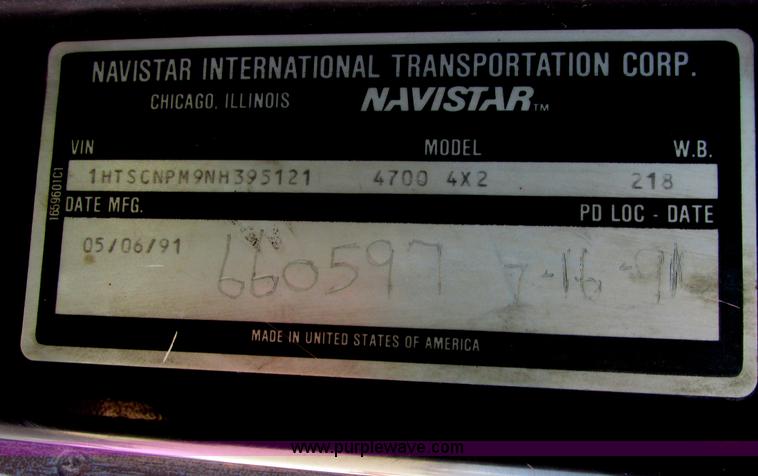 NAVISTAR INTERNATIONAL TRANSPORTATION CORP.
CHICAGO, ILLINOIS NAVISTAR™
VIN MODEL W.B.
1HTSCNPM9NH395121 4700 4X2 218
DATE MFG. PD LOC - DATE
05/06/91 660597 7-16-91
MADE IN UNITED STATES OF AMERICA
1659601C1
www.purplewave.com